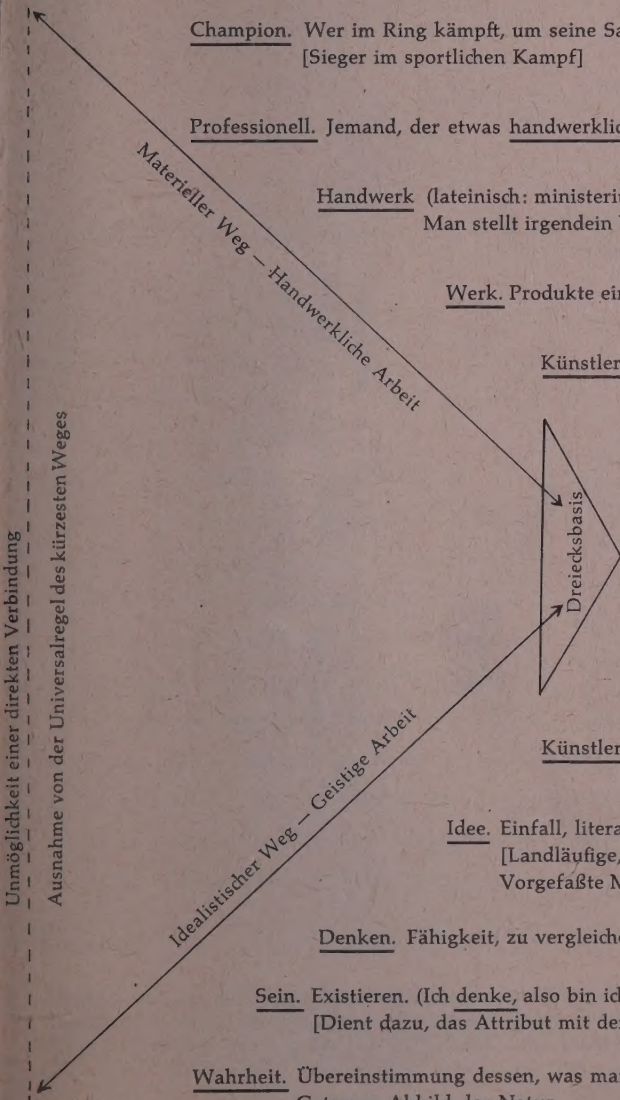 Champion. Wer im Ring kämpft, um seine Sa
[Sieger im sportlichen Kampf]
Professionell. Jemand, der etwas handwerklic
Handwerk (lateinisch: ministeri
Man stellt irgendein
Werk. Produkte ein
Künstler
Materieller Weg — Handwerkliche Arbeit
Unmöglichkeit einer direkten Verbindung
Ausnahme von der Universalregel des kürzesten Weges
Dreiecksbasis
Idealistischer Weg — Geistige Arbeit
Künstler
Idee. Einfall, litera
[Landläufige,
Vorgefaßte M
Denken. Fähigkeit, zu vergleiche
Sein. Existieren. (Ich denke, also bin ich
[Dient dazu, das Attribut mit de
Wahrheit. Übereinstimmung dessen, was ma